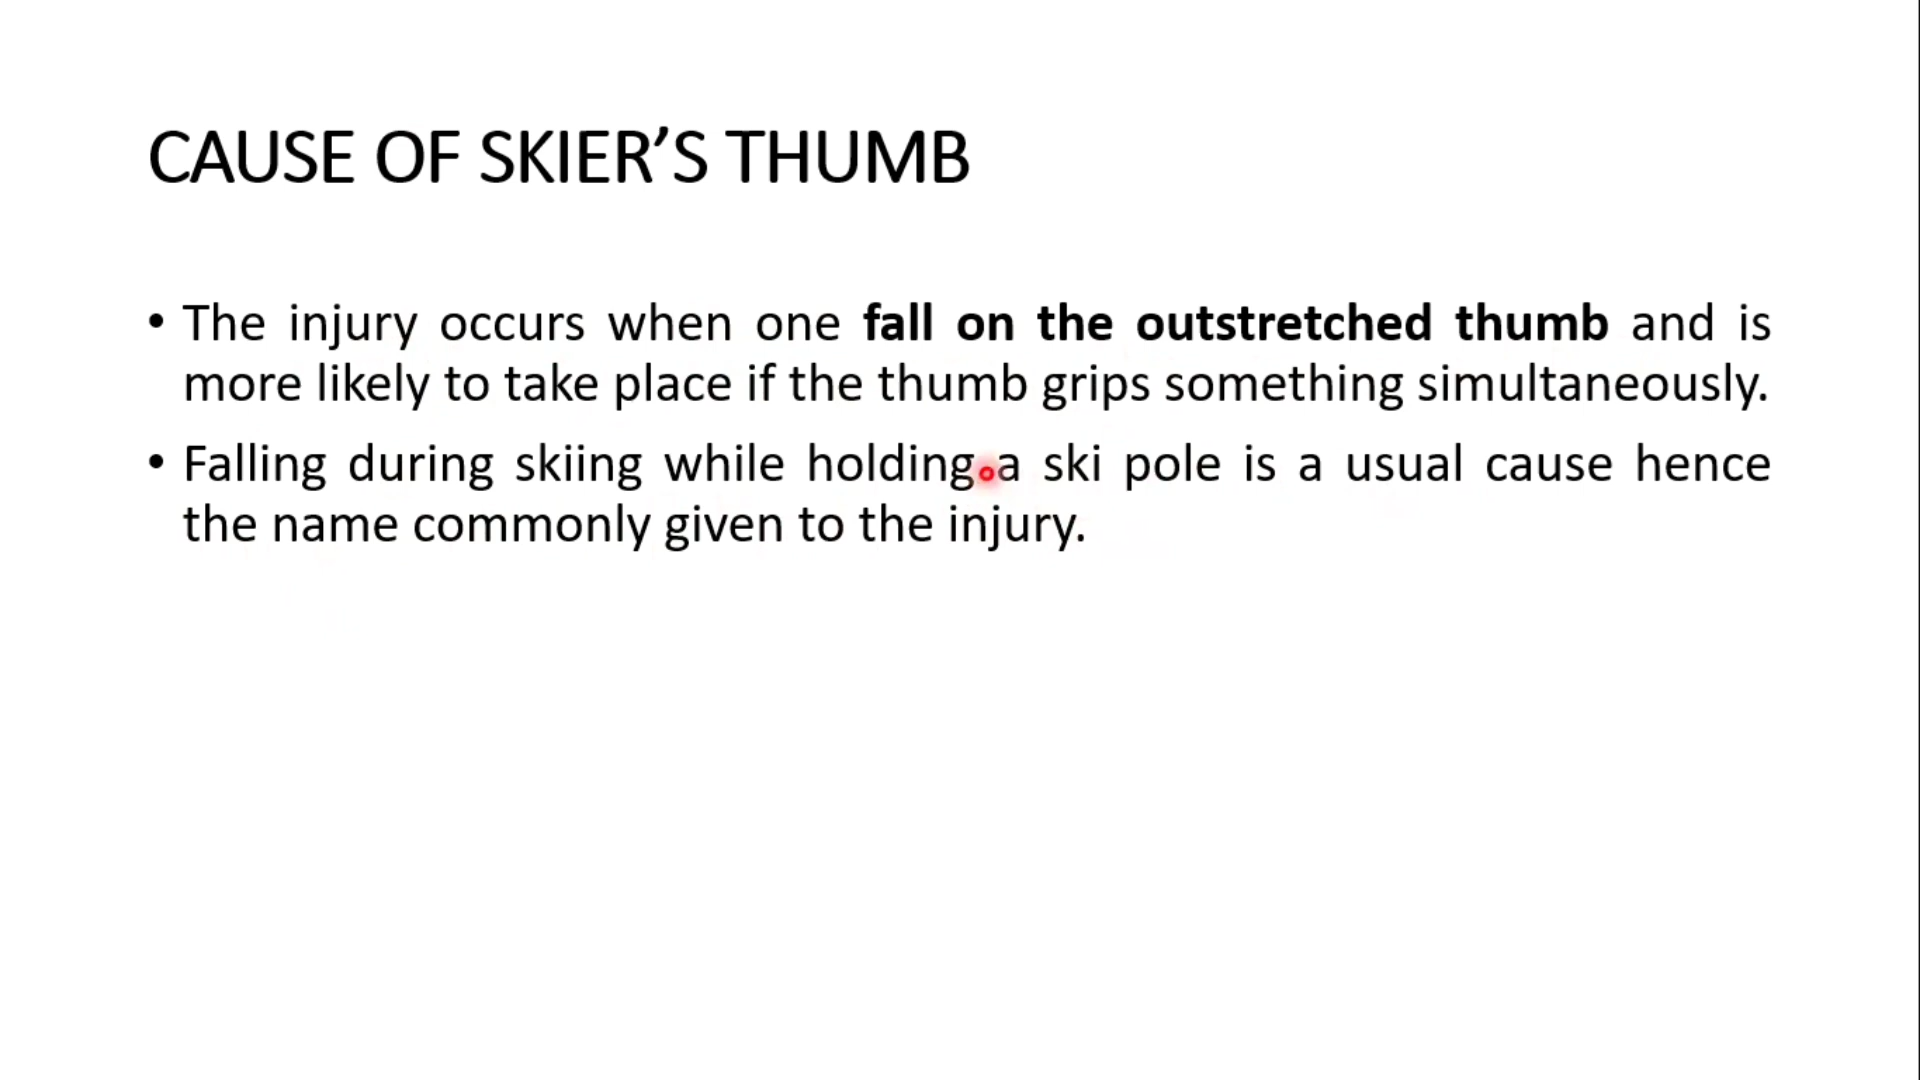 CAUSE OF SKIER’S THUMB
• The injury occurs when one fall on the outstretched thumb and is
more likely to take place if the thumb grips something simultaneously.
• Falling during skiing while holding a ski pole is a usual cause hence
the name commonly given to the injury.